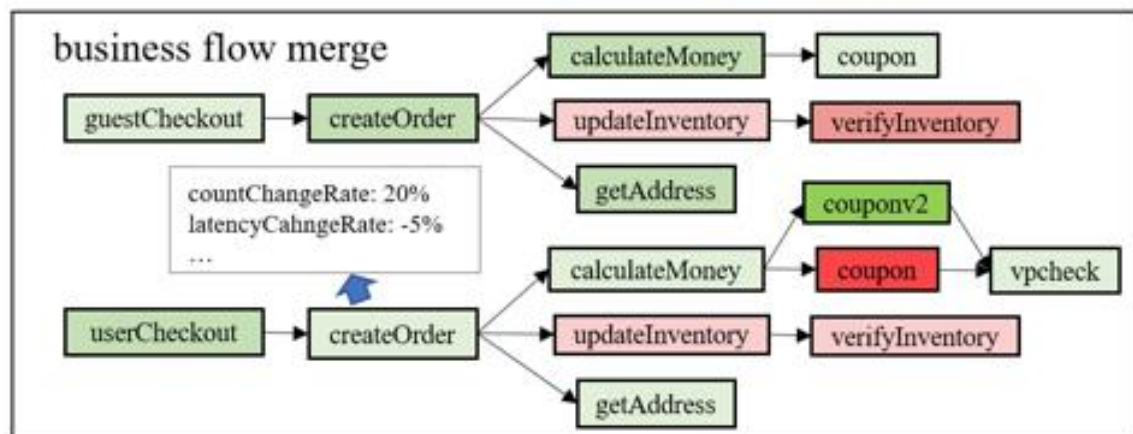 business flow merge
guestCheckout
createOrder
calculateMoney
coupon
updateInventory
verifyInventory
getAddress
countChangeRate: 20%
latencyCahngeRate: -5%
…
userCheckout
createOrder
calculateMoney
couponv2
coupon
vpcheck
updateInventory
verifyInventory
getAddress